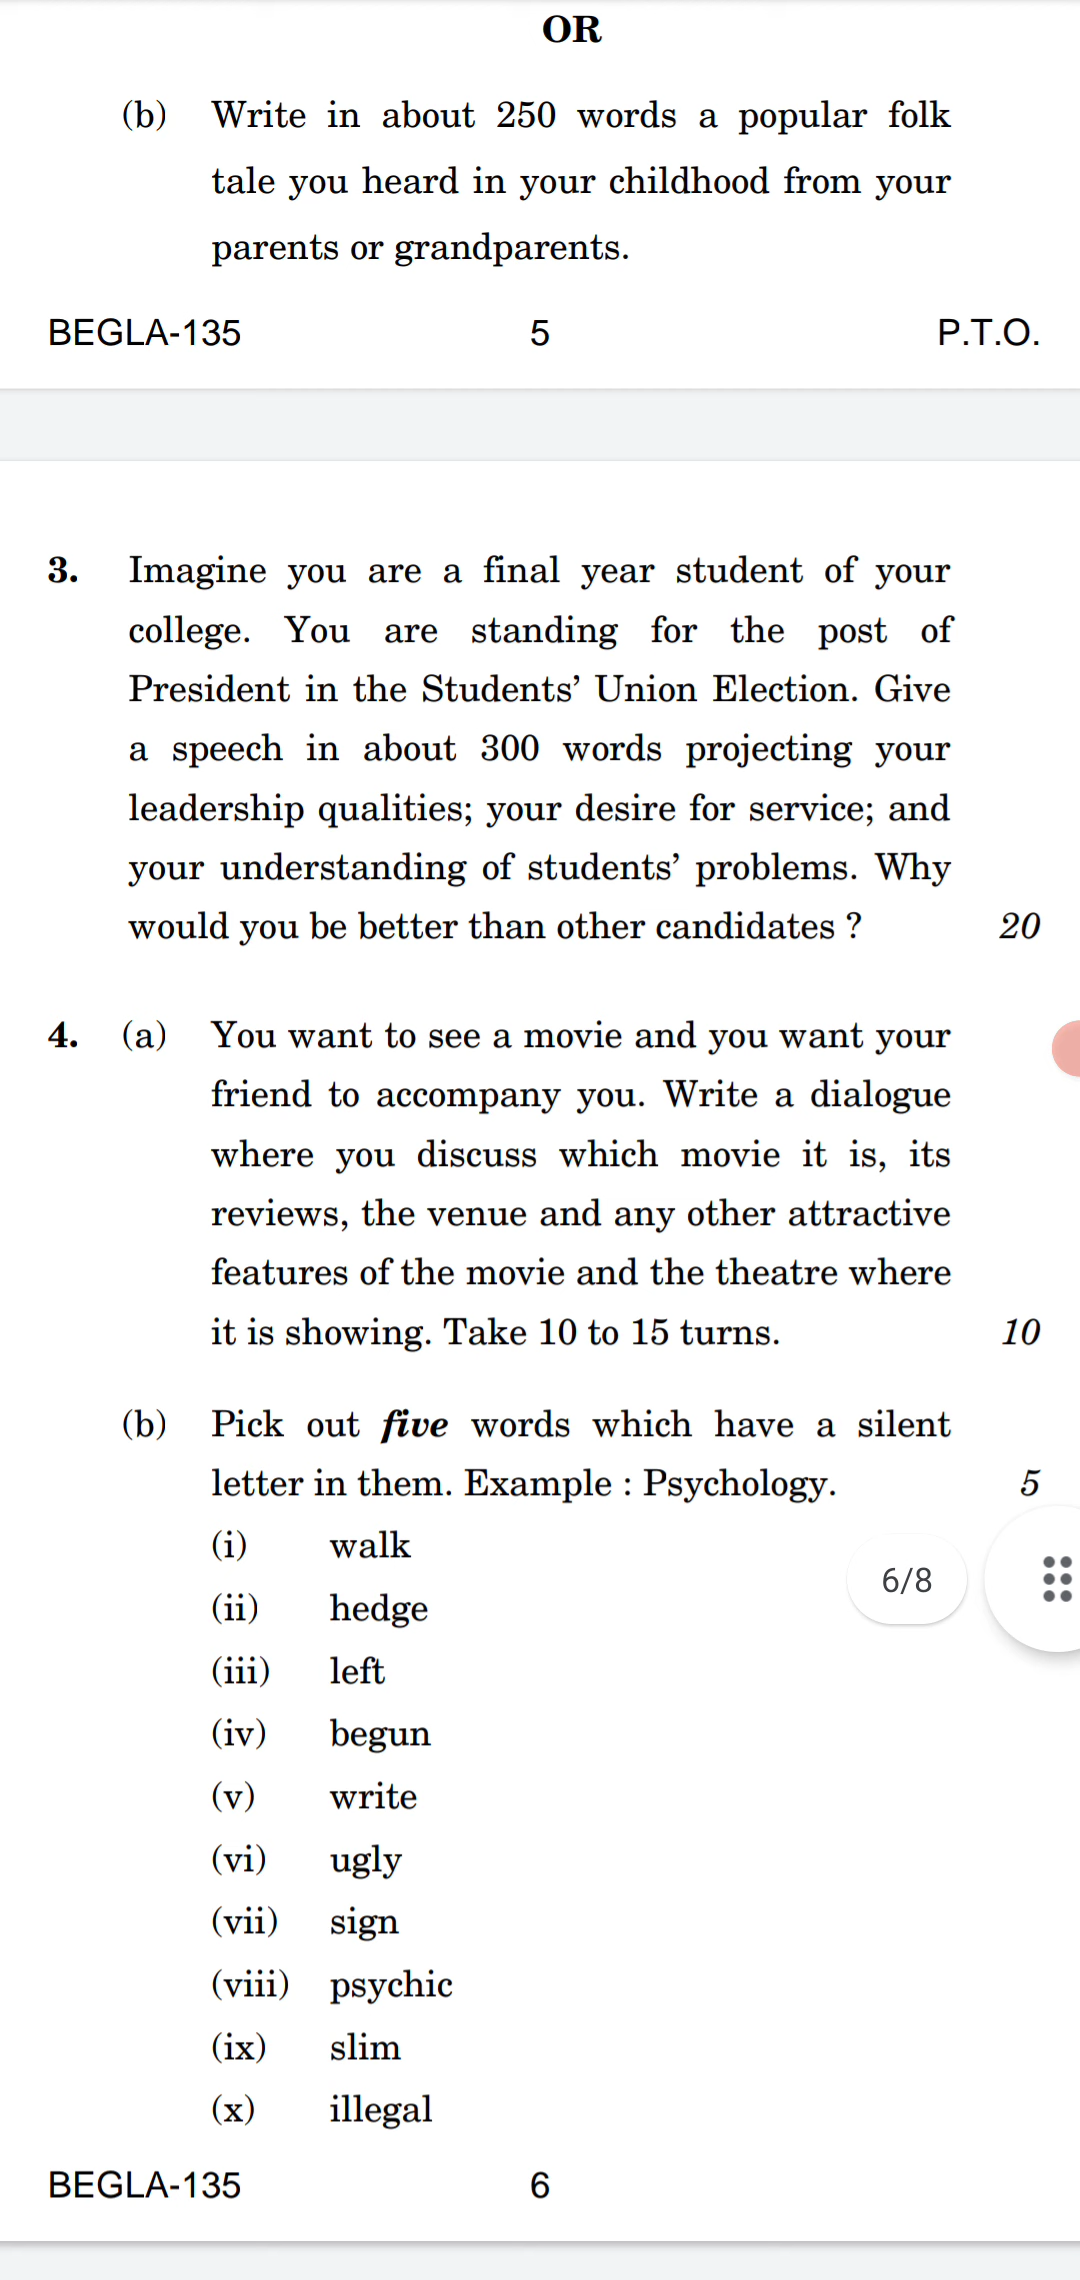 OR
(b) Write in about 250 words a popular folk
tale you heard in your childhood from your
parents or grandparents.
BEGLA-135 5 P.T.O.
3. Imagine you are a final year student of your
college. You are standing for the post of
President in the Students’ Union Election. Give
a speech in about 300 words projecting your
leadership qualities; your desire for service; and
your understanding of students’ problems. Why
would you be better than other candidates ? 20
4. (a) You want to see a movie and you want your
friend to accompany you. Write a dialogue
where you discuss which movie it is, its
reviews, the venue and any other attractive
features of the movie and the theatre where
it is showing. Take 10 to 15 turns. 10
(b) Pick out five words which have a silent
letter in them. Example : Psychology. 5
(i) walk
6/8
(ii) hedge
(iii) left
(iv) begun
(v) write
(vi) ugly
(vii) sign
(viii) psychic
(ix) slim
(x) illegal
BEGLA-135 6